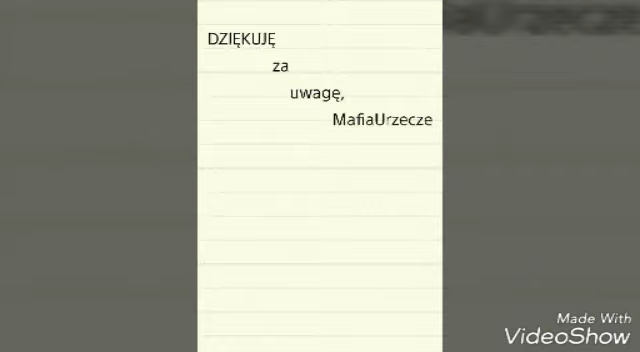 DZIĘKUJĘ
za
uwagę,
MafiaUrzecze
Made With
VideoShow